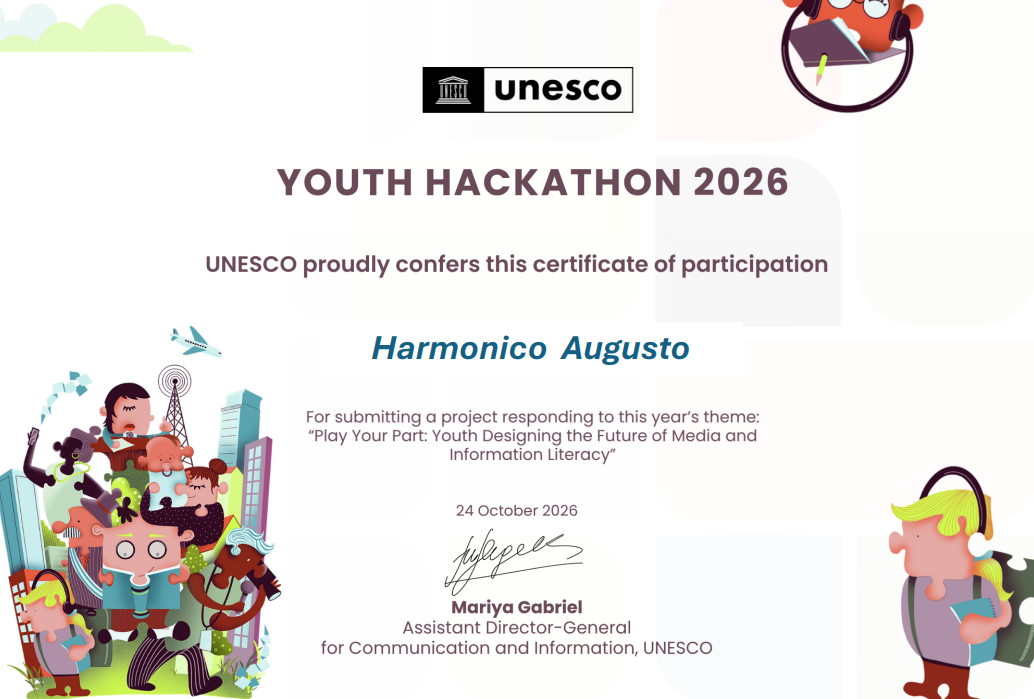 unesco
YOUTH HACKATHON 2026
UNESCO proudly confers this certificate of participation
Harmonico Augusto
For submitting a project responding to this year's theme:
“Play Your Part: Youth Designing the Future of Media and
Information Literacy”
24 October 2026
Mariya Gabriel
Assistant Director-General
for Communication and Information, UNESCO